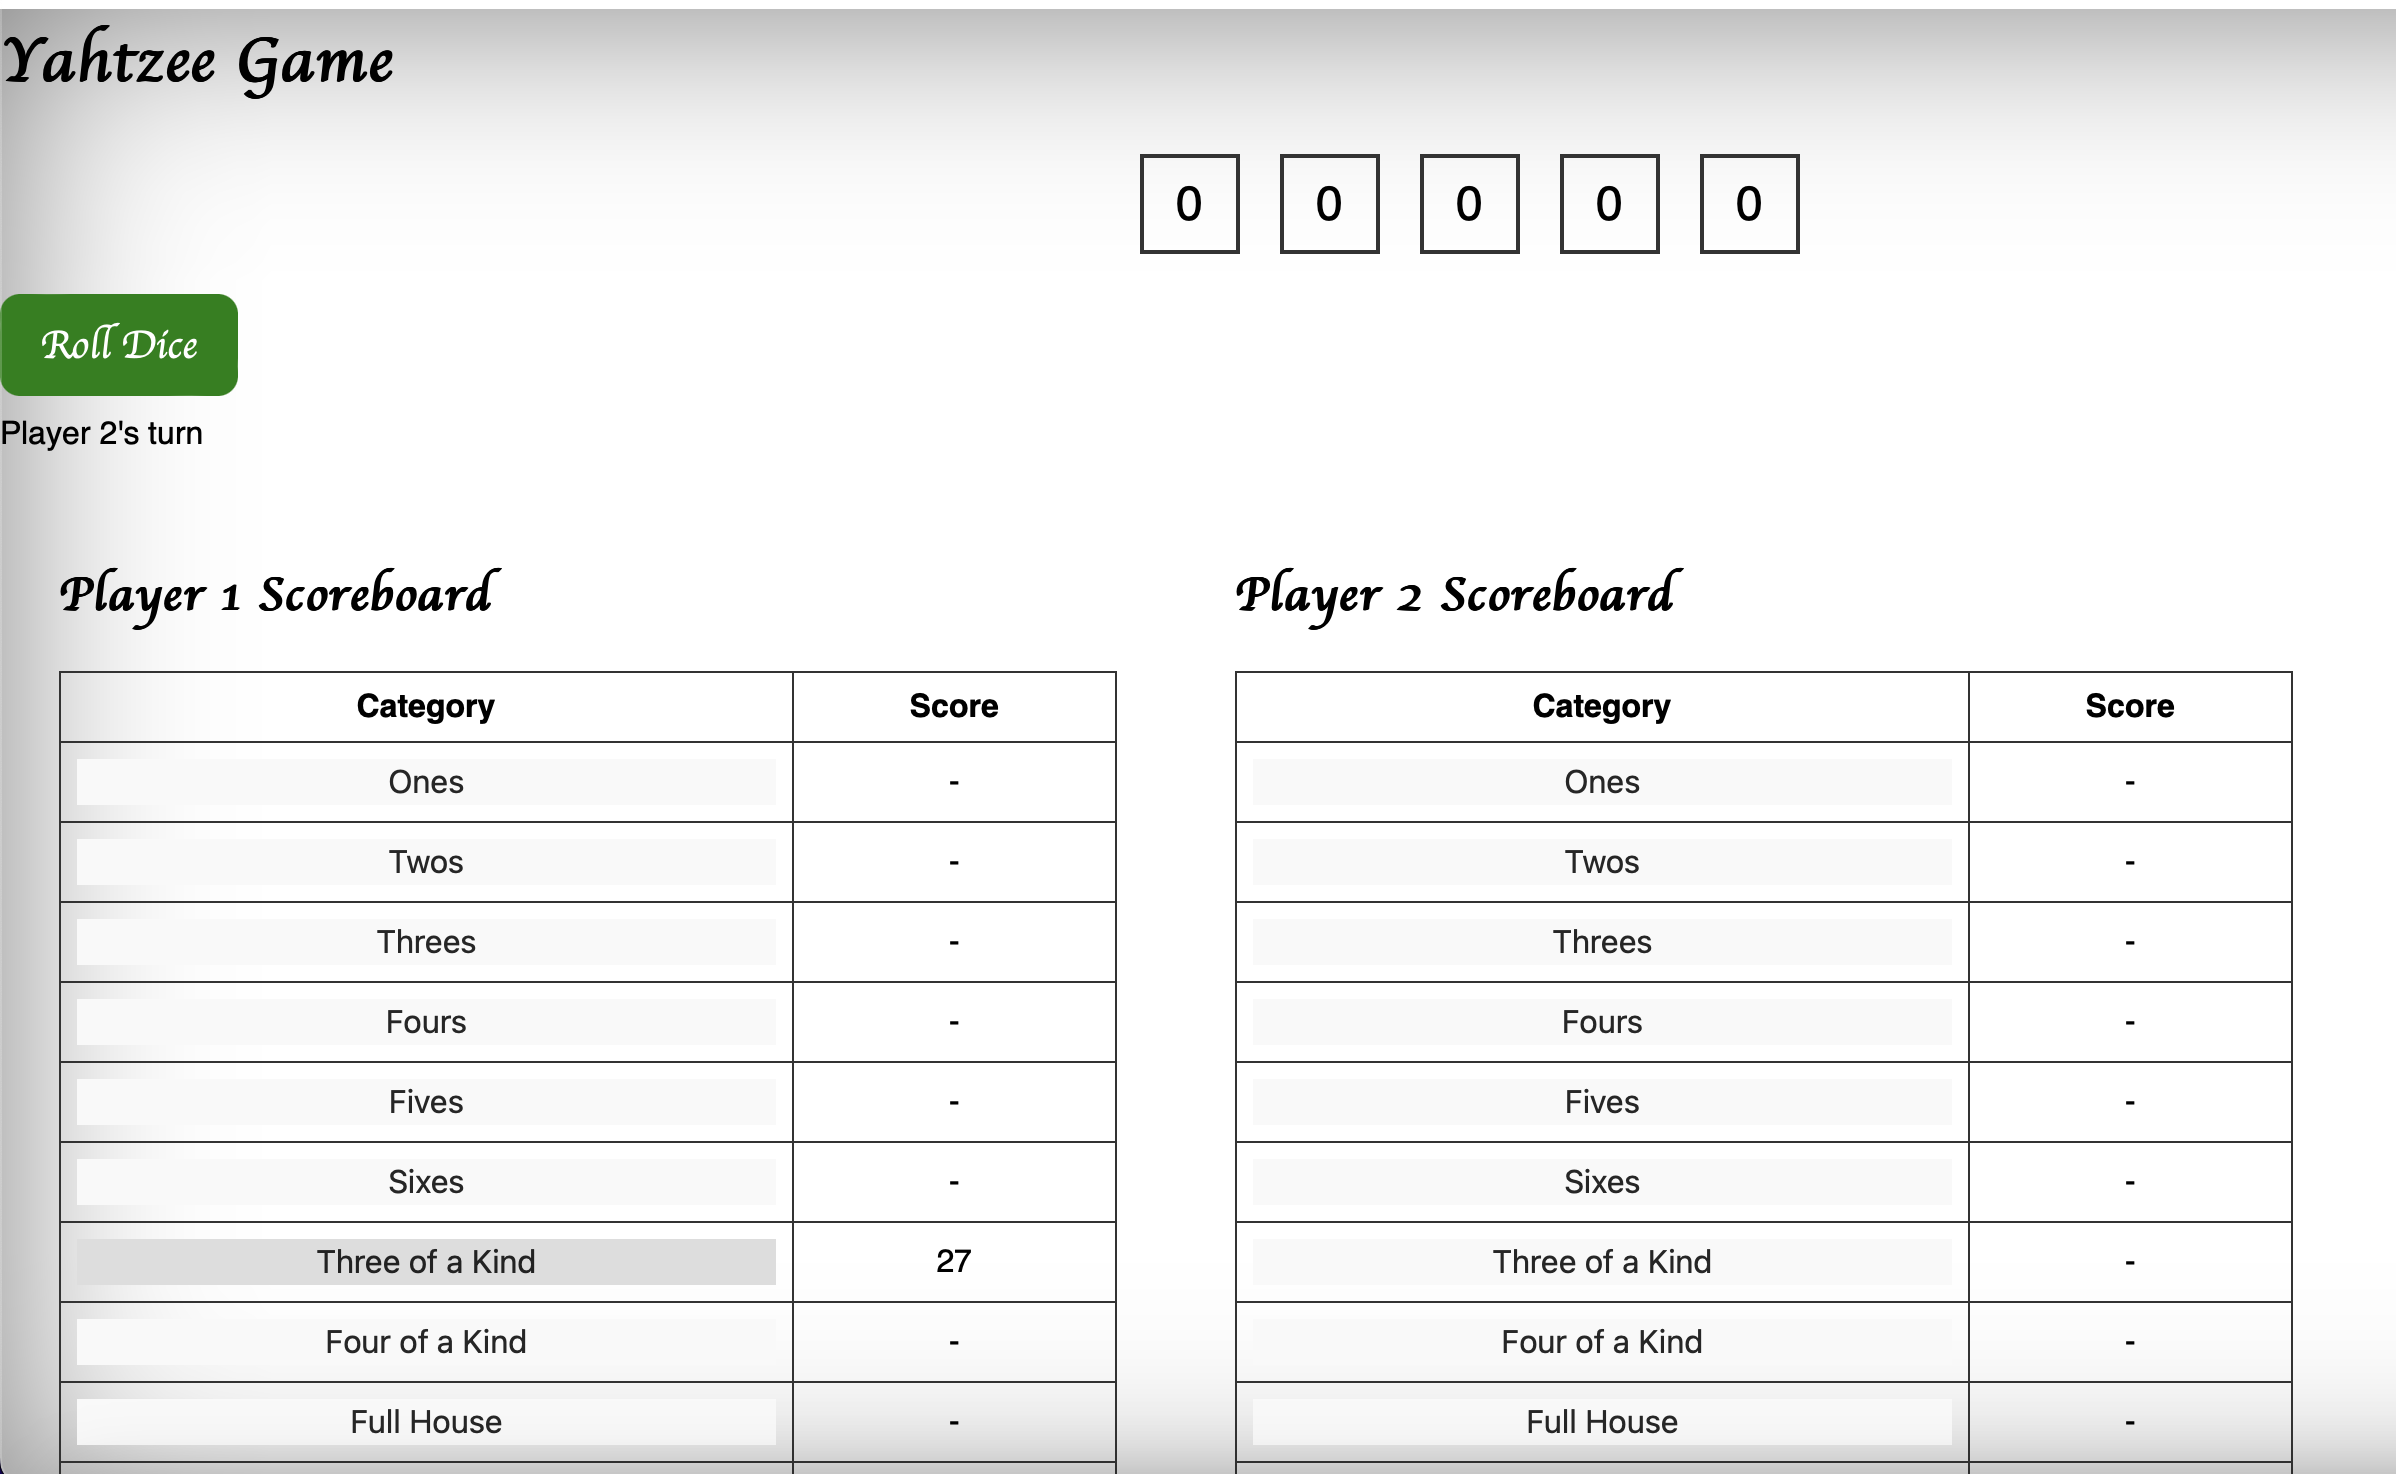 Yahtzee Game
0 0 0 0 0
Roll Dice
Player 2's turn
Player 1 Scoreboard
Category Score
Ones -
Twos -
Threes -
Fours -
Fives -
Sixes -
Three of a Kind 27
Four of a Kind -
Full House -
Player 2 Scoreboard
Category Score
Ones -
Twos -
Threes -
Fours -
Fives -
Sixes -
Three of a Kind -
Four of a Kind -
Full House -